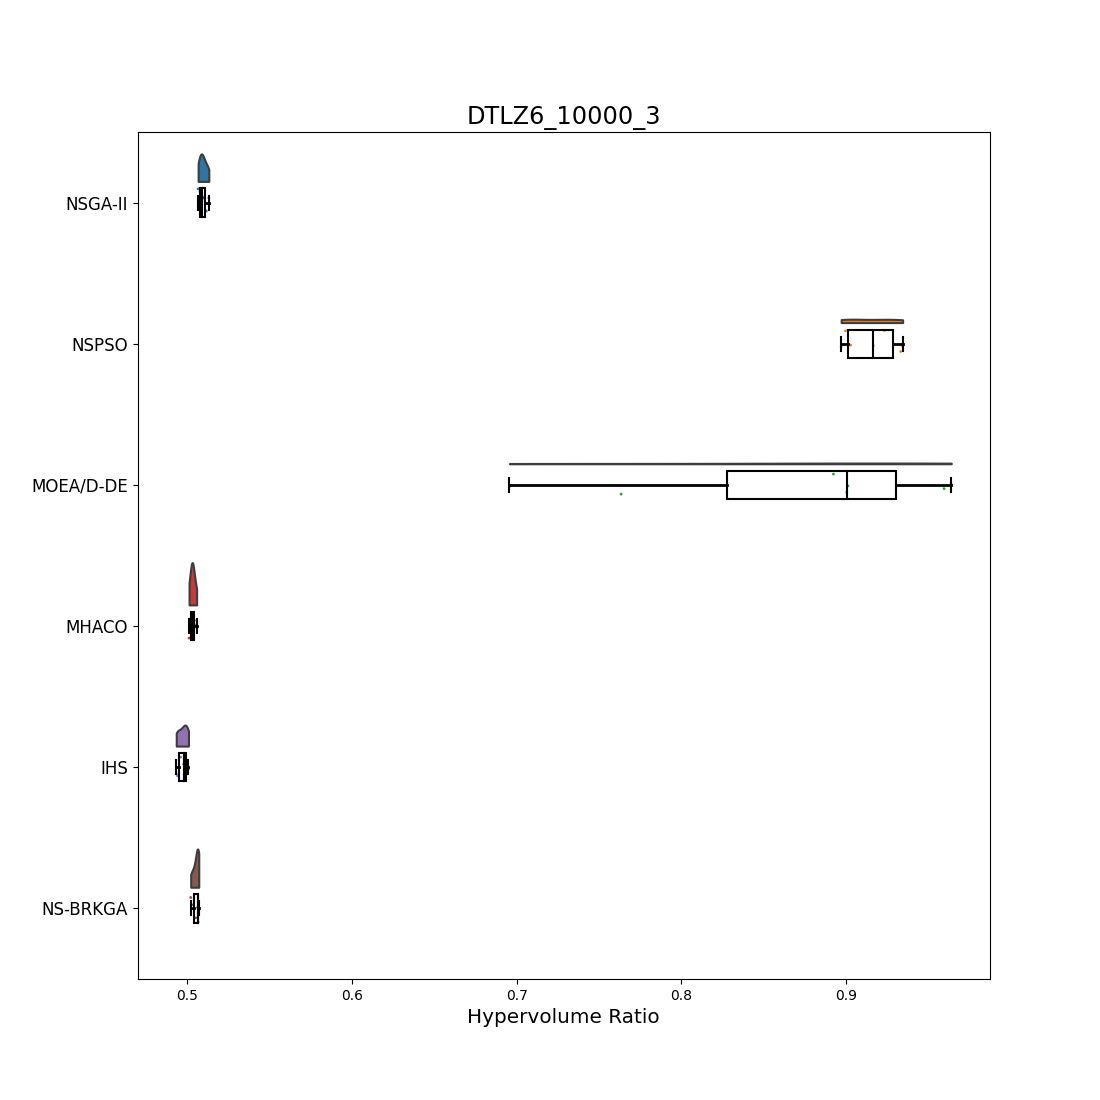 DTLZ6_10000_3
NSGA-II
NSPSO
MOEA/D-DE
MHACO
IHS
NS-BRKGA
0.5 0.6 0.7 0.8 0.9
Hypervolume Ratio